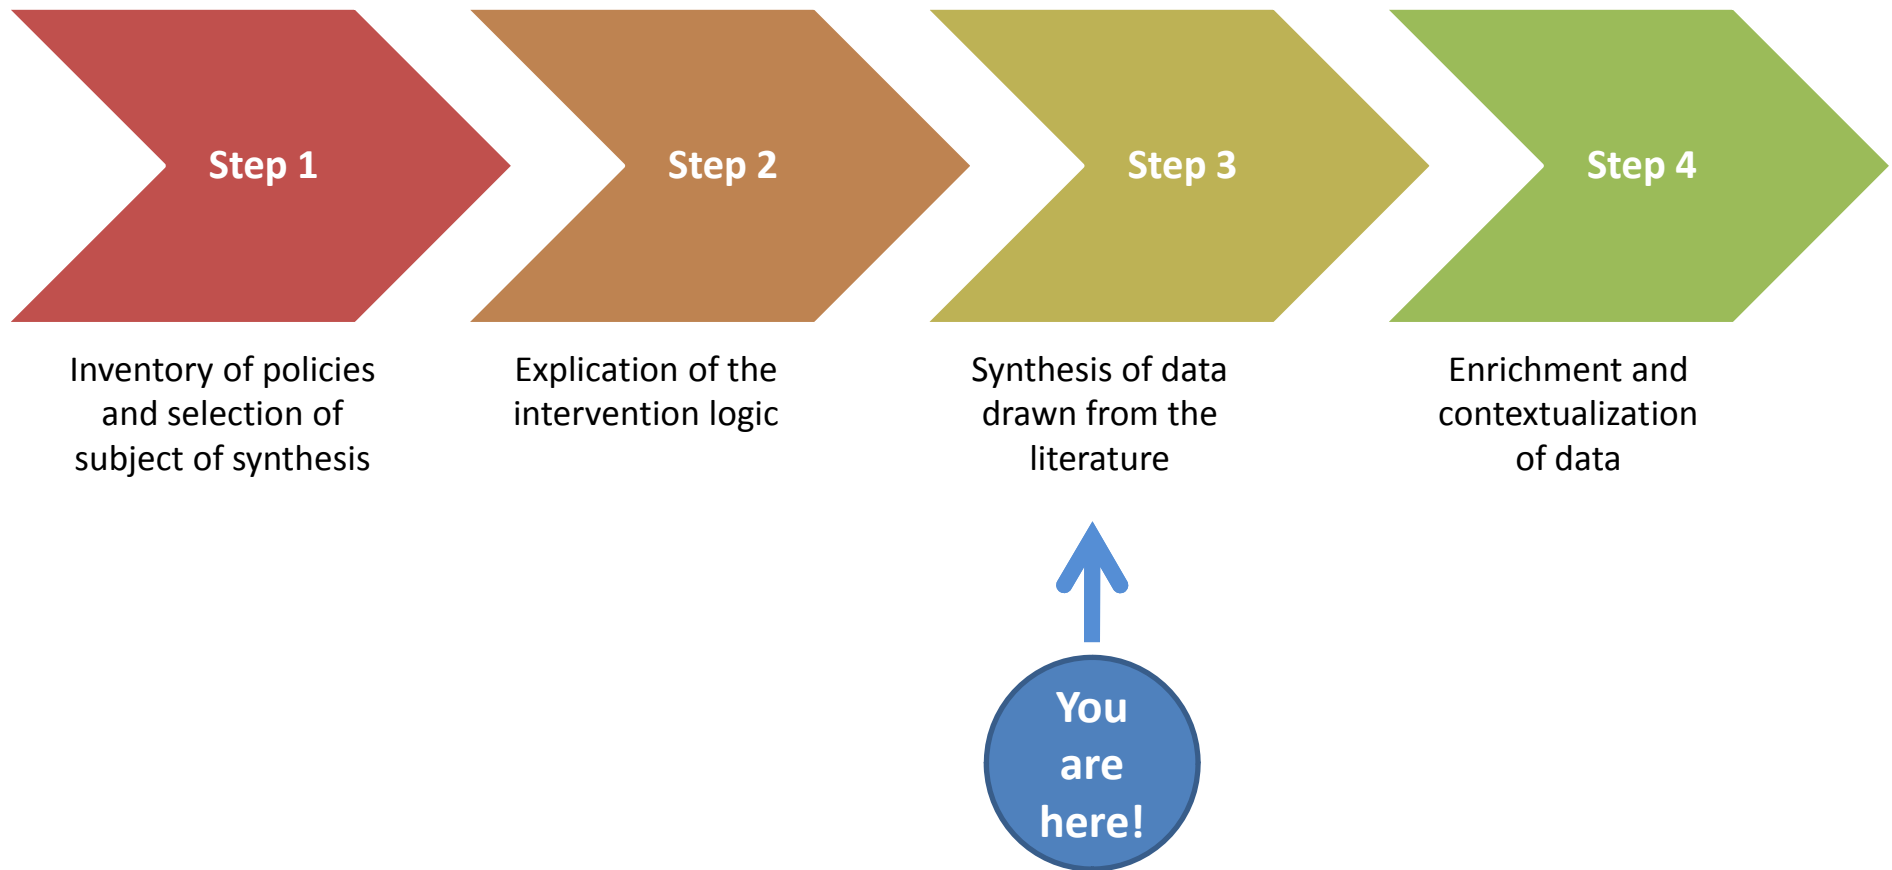 Step 1
Step 2
Step 3
Step 4
Inventory of policies
and selection of
subject of synthesis
Explication of the
intervention logic
Synthesis of data
drawn from the
literature
Enrichment and
contextualization
of data
You
are
here!